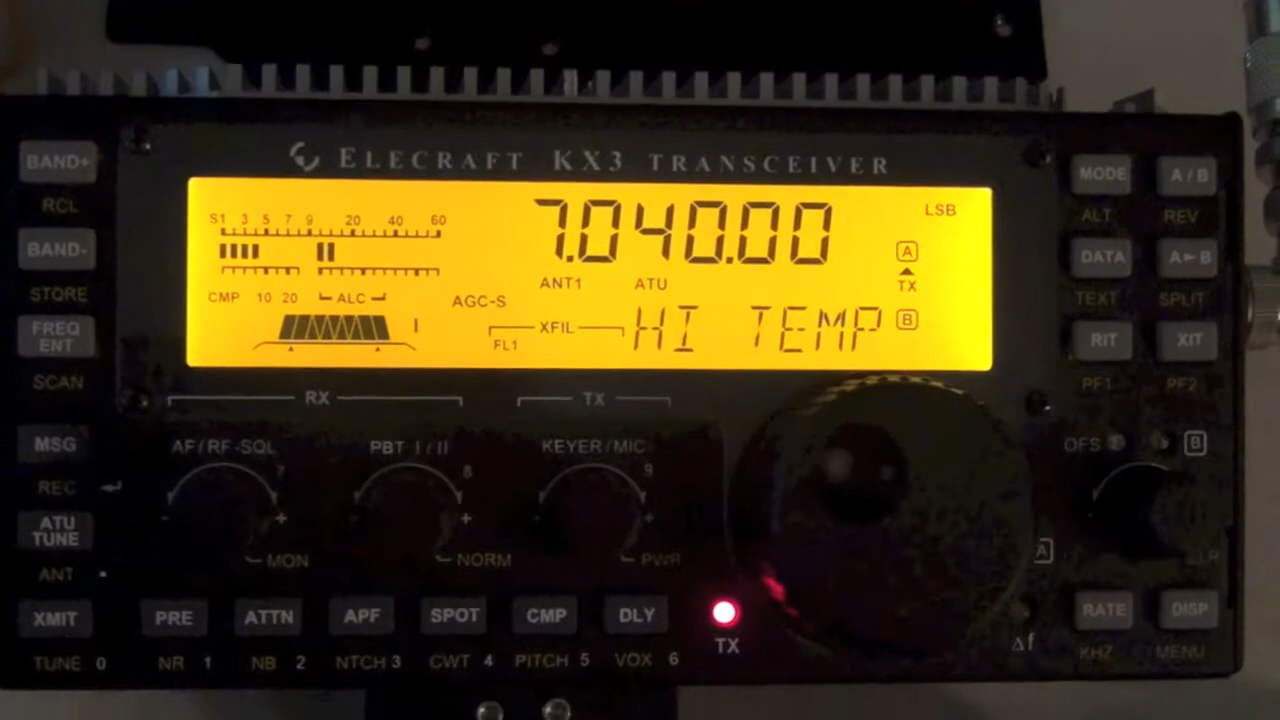 ELECRAFT KX3 TRANSCEIVER
BAND+
RCL
BAND-
STORE
FREQ
ENT
SCAN
MSG
REC
ATU
TUNE
ANT
XMIT
TUNE 0
S1 3 5 7 9 20 40 60
CMP 10 20 ALC
AGC-S
7.040.00
LSB
ANT1 ATU
A
TX
B
XFIL
FL1
I
HI TEMP
MODE
ALT
A/B
REV
DATA
TEXT
A►B
SPLIT
RIT
PF1
XIT
PF2
RX
TX
AF/RF-SQL
7
- +
MON
PBT I/II
8
- +
NORM
KEYER/MIC
9
- +
PWR
OFS
B
A
CLR
PRE
NR 1
ATTN
NB 2
APF
NTCH 3
SPOT
CWT 4
CMP
PITCH 5
DLY
VOX 6
TX
Δf
RATE
KHZ
DISP
MENU